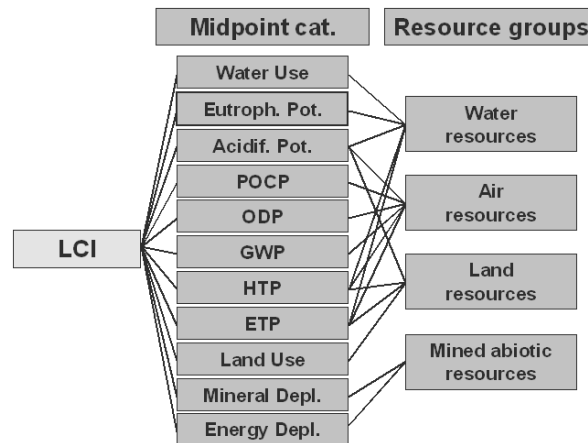 Midpoint cat.
Resource groups
Water Use
Eutroph. Pot.
Acidif. Pot.
POCP
ODP
GWP
HTP
ETP
Land Use
Mineral Depl.
Energy Depl.
LCI
Water
resources
Air
resources
Land
resources
Mined abiotic
resources